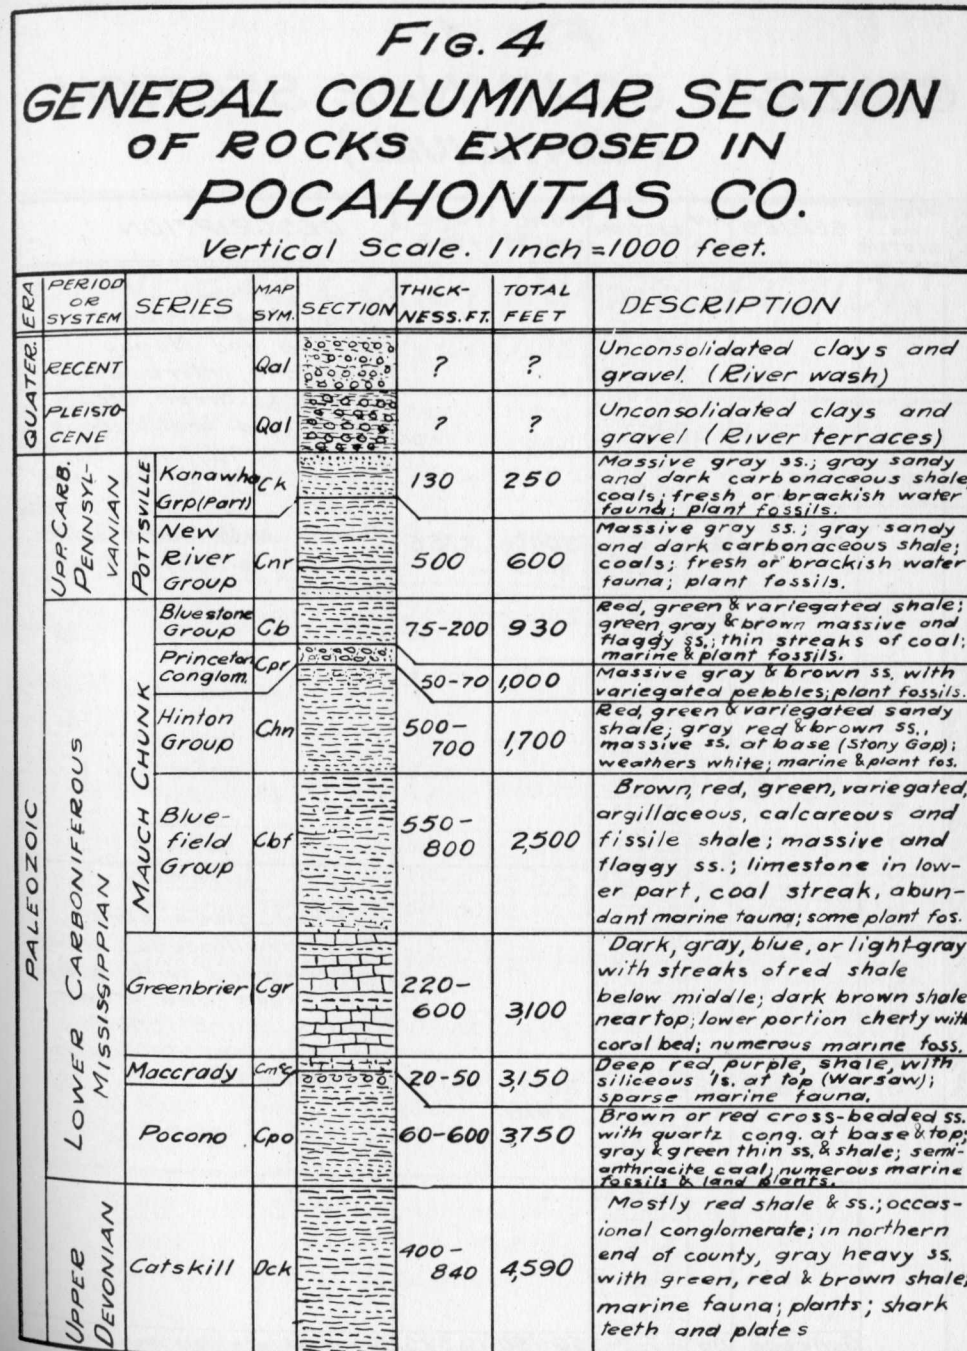 FIG. 4
GENERAL COLUMNAR SECTION
OF ROCKS EXPOSED IN
POCAHONTAS CO.
Vertical Scale. 1 inch = 1000 feet.
ERA
PERIOD
OR
SYSTEM
SERIES
MAP
SYM.
SECTION
THICK-
NESS. FT.
TOTAL
FEET
DESCRIPTION
QUATER.
RECENT
Qal
?
?
Unconsolidated clays and
gravel. (River wash)
PLEISTO-
CENE
Qal
?
?
Unconsolidated clays and
gravel (River terraces)
PALEOZOIC
UPP. CARB.
PENNSYL-
VANIAN
POTTSVILLE
Kanawha
Grp (Part)
Ck
130
250
Massive gray ss.; gray sandy
and dark carbonaceous shale
coals; fresh or brackish water
fauna; plant fossils.
New
River
Group
Cnr
500
600
Massive gray ss.; gray sandy
and dark carbonaceous shale;
coals; fresh or brackish water
fauna; plant fossils.
LOWER CARBONIFEROUS
MISSISSIPPIAN
MAUCH CHUNK
Bluestone
Group
Cb
75-200
930
Red, green & variegated shale;
green gray & brown massive and
flaggy ss.; thin streaks of coal;
marine & plant fossils.
Princeton
Conglom.
Cpr
50-70
1,000
Massive gray & brown ss. with
variegated pebbles; plant fossils.
Hinton
Group
Chn
500-
700
1,700
Red, green & variegated sandy
shale; gray red & brown ss.,
massive ss. at base (Stony Gap);
weathers white; marine & plant fos.
Blue-
field
Group
Cbf
550-
800
2,500
Brown, red, green, variegated,
argillaceous, calcareous and
fissile shale; massive and
flaggy ss.; limestone in low-
er part, coal streak, abun-
dant marine fauna; some plant fos.
Greenbrier
Cgr
220-
600
3,100
Dark, gray, blue, or light-gray
with streaks of red shale
below middle; dark brown shale
near top; lower portion cherty with
coral bed; numerous marine foss.
Maccrady
Cmc
20-50
3,150
Deep red, purple, shale, with
siliceous ls. at top (Warsaw);
sparse marine fauna.
Pocono
Cpo
60-600
3,750
Brown or red cross-bedded ss.
with quartz cong. at base & top;
gray & green thin ss, & shale; semi-
anthracite coal; numerous marine
fossils & land plants.
UPPER
DEVONIAN
Catskill
Dck
400-
840
4,590
Mostly red shale & ss.; occas-
ional conglomerate; in northern
end of county, gray heavy ss.
with green, red & brown shale,
marine fauna; plants; shark
teeth and plates